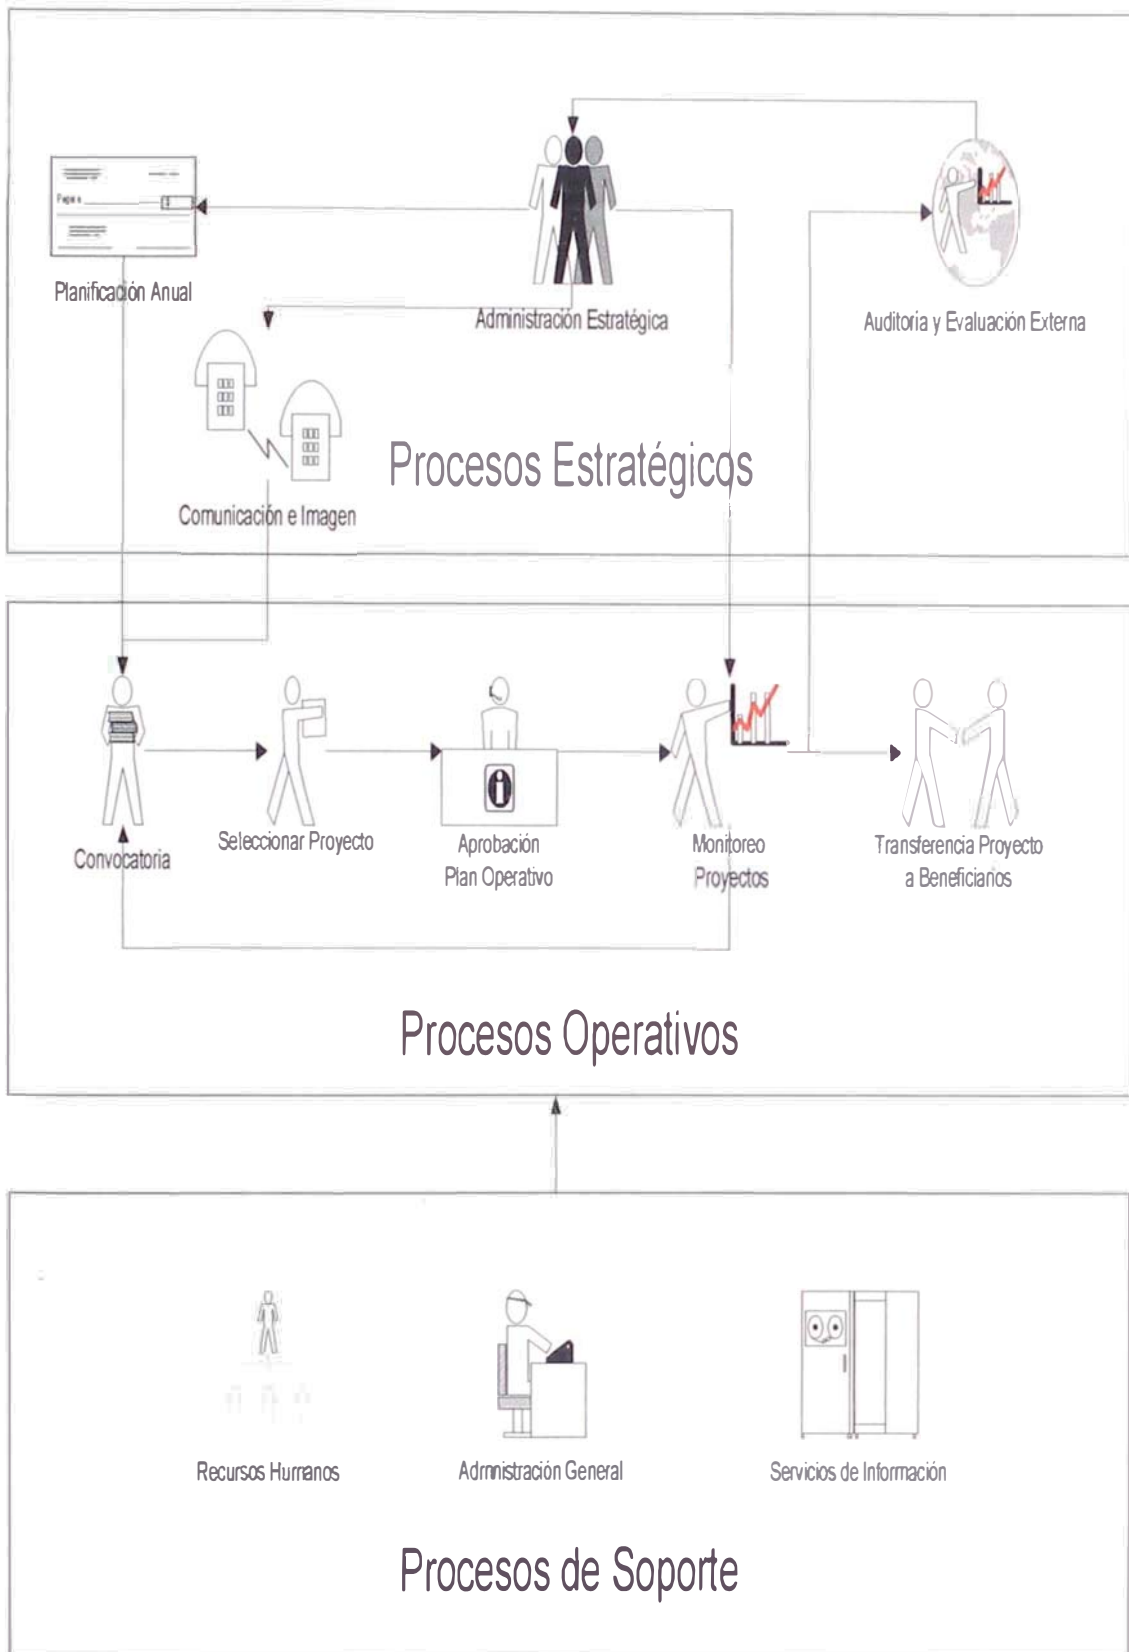 Pagar a
Planificación Anual
Administración Estratégica
Auditoria y Evaluación Externa
Procesos Estratégicos
Comunicación e Imagen
Convocatoria
Seleccionar Proyecto
Aprobación
Plan Operativo
Monitoreo
Proyectos
Transferencia Proyecto
a Beneficiarios
Procesos Operativos
Recursos Humanos
Administración General
Servicios de Información
Procesos de Soporte